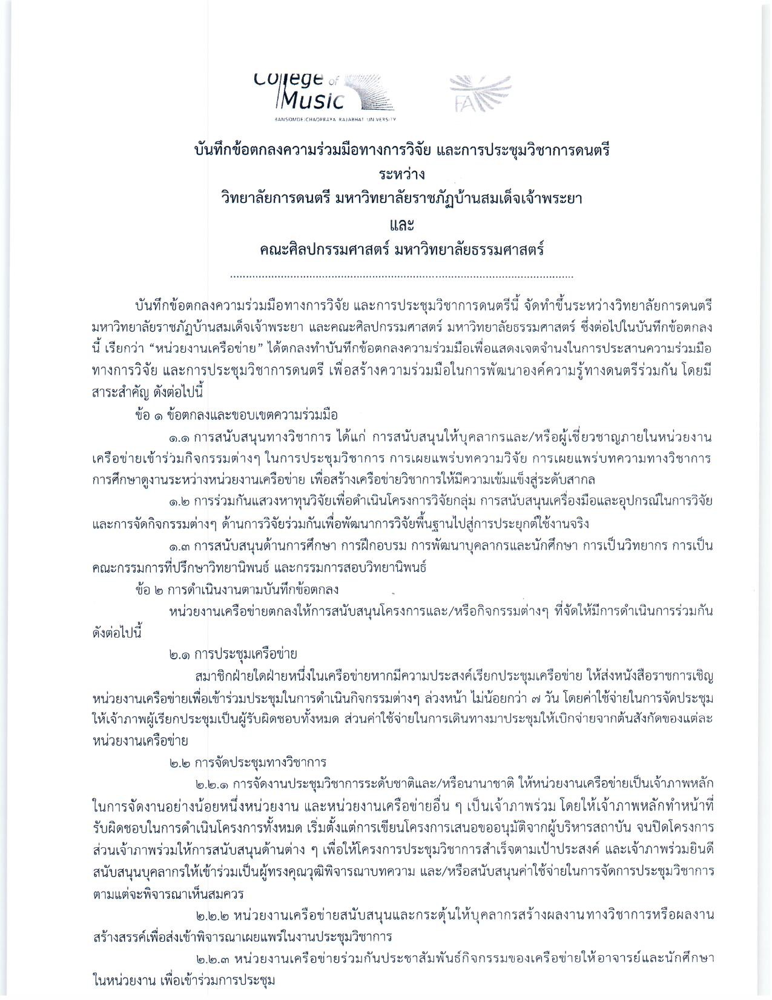 College of
Music
BANSOMDEJCHAOPRAYA RAJABHAT UNIVERSITY
FA
บันทึกข้อตกลงความร่วมมือทางการวิจัย และการประชุมวิชาการดนตรี
ระหว่าง
วิทยาลัยการดนตรี มหาวิทยาลัยราชภัฏบ้านสมเด็จเจ้าพระยา
และ
คณะศิลปกรรมศาสตร์ มหาวิทยาลัยธรรมศาสตร์
บันทึกข้อตกลงความร่วมมือทางการวิจัย และการประชุมวิชาการดนตรีนี้ จัดทำขึ้นระหว่างวิทยาลัยการดนตรี
มหาวิทยาลัยราชภัฏบ้านสมเด็จเจ้าพระยา และคณะศิลปกรรมศาสตร์ มหาวิทยาลัยธรรมศาสตร์ ซึ่งต่อไปในบันทึกข้อตกลง
นี้ เรียกว่า “หน่วยงานเครือข่าย” ได้ตกลงทำบันทึกข้อตกลงความร่วมมือเพื่อแสดงเจตจำนงในการประสานความร่วมมือ
ทางการวิจัย และการประชุมวิชาการดนตรี เพื่อสร้างความร่วมมือในการพัฒนาองค์ความรู้ทางดนตรีร่วมกัน โดยมี
สาระสำคัญ ดังต่อไปนี้
ข้อ ๑ ข้อตกลงและขอบเขตความร่วมมือ
๑.๑ การสนับสนุนทางวิชาการ ได้แก่ การสนับสนุนให้บุคลากรและ/หรือผู้เชี่ยวชาญภายในหน่วยงาน
เครือข่ายเข้าร่วมกิจกรรมต่างๆ ในการประชุมวิชาการ การเผยแพร่บทความวิจัย การเผยแพร่บทความทางวิชาการ
การศึกษาดูงานระหว่างหน่วยงานเครือข่าย เพื่อสร้างเครือข่ายวิชาการให้มีความเข้มแข็งสู่ระดับสากล
๑.๒ การร่วมกันแสวงหาทุนวิจัยเพื่อดำเนินโครงการวิจัยกลุ่ม การสนับสนุนเครื่องมือและอุปกรณ์ในการวิจัย
และการจัดกิจกรรมต่างๆ ด้านการวิจัยร่วมกันเพื่อพัฒนาการวิจัยพื้นฐานไปสู่การประยุกต์ใช้งานจริง
๑.๓ การสนับสนุนด้านการศึกษา การฝึกอบรม การพัฒนาบุคลากรและนักศึกษา การเป็นวิทยากร การเป็น
คณะกรรมการที่ปรึกษาวิทยานิพนธ์ และกรรมการสอบวิทยานิพนธ์
ข้อ ๒ การดำเนินงานตามบันทึกข้อตกลง
หน่วยงานเครือข่ายตกลงให้การสนับสนุนโครงการและ/หรือกิจกรรมต่างๆ ที่จัดให้มีการดำเนินการร่วมกัน
ดังต่อไปนี้
๒.๑ การประชุมเครือข่าย
สมาชิกฝ่ายใดฝ่ายหนึ่งในเครือข่ายหากมีความประสงค์เรียกประชุมเครือข่าย ให้ส่งหนังสือราชการเชิญ
หน่วยงานเครือข่ายเพื่อเข้าร่วมประชุมในการดำเนินกิจกรรมต่างๆ ล่วงหน้า ไม่น้อยกว่า ๗ วัน โดยค่าใช้จ่ายในการจัดประชุม
ให้เจ้าภาพผู้เรียกประชุมเป็นผู้รับผิดชอบทั้งหมด ส่วนค่าใช้จ่ายในการเดินทางมาประชุมให้เบิกจ่ายจากต้นสังกัดของแต่ละ
หน่วยงานเครือข่าย
๒.๒ การจัดประชุมทางวิชาการ
๒.๒.๑ การจัดงานประชุมวิชาการระดับชาติและ/หรือนานาชาติ ให้หน่วยงานเครือข่ายเป็นเจ้าภาพหลัก
ในการจัดงานอย่างน้อยหนึ่งหน่วยงาน และหน่วยงานเครือข่ายอื่น ๆ เป็นเจ้าภาพร่วม โดยให้เจ้าภาพหลักทำหน้าที่
รับผิดชอบในการดำเนินโครงการทั้งหมด เริ่มตั้งแต่การเขียนโครงการเสนอขออนุมัติจากผู้บริหารสถาบัน จนปิดโครงการ
ส่วนเจ้าภาพร่วมให้การสนับสนุนด้านต่าง ๆ เพื่อให้โครงการประชุมวิชาการสำเร็จตามเป้าประสงค์ และเจ้าภาพร่วมยินดี
สนับสนุนบุคลากรให้เข้าร่วมเป็นผู้ทรงคุณวุฒิพิจารณาบทความ และ/หรือสนับสนุนค่าใช้จ่ายในการจัดการประชุมวิชาการ
ตามแต่จะพิจารณาเห็นสมควร
๒.๒.๒ หน่วยงานเครือข่ายสนับสนุนและกระตุ้นให้บุคลากรสร้างผลงานทางวิชาการหรือผลงาน
สร้างสรรค์เพื่อส่งเข้าพิจารณาเผยแพร่ในงานประชุมวิชาการ
๒.๒.๓ หน่วยงานเครือข่ายร่วมกันประชาสัมพันธ์กิจกรรมของเครือข่ายให้อาจารย์และนักศึกษา
ในหน่วยงาน เพื่อเข้าร่วมการประชุม